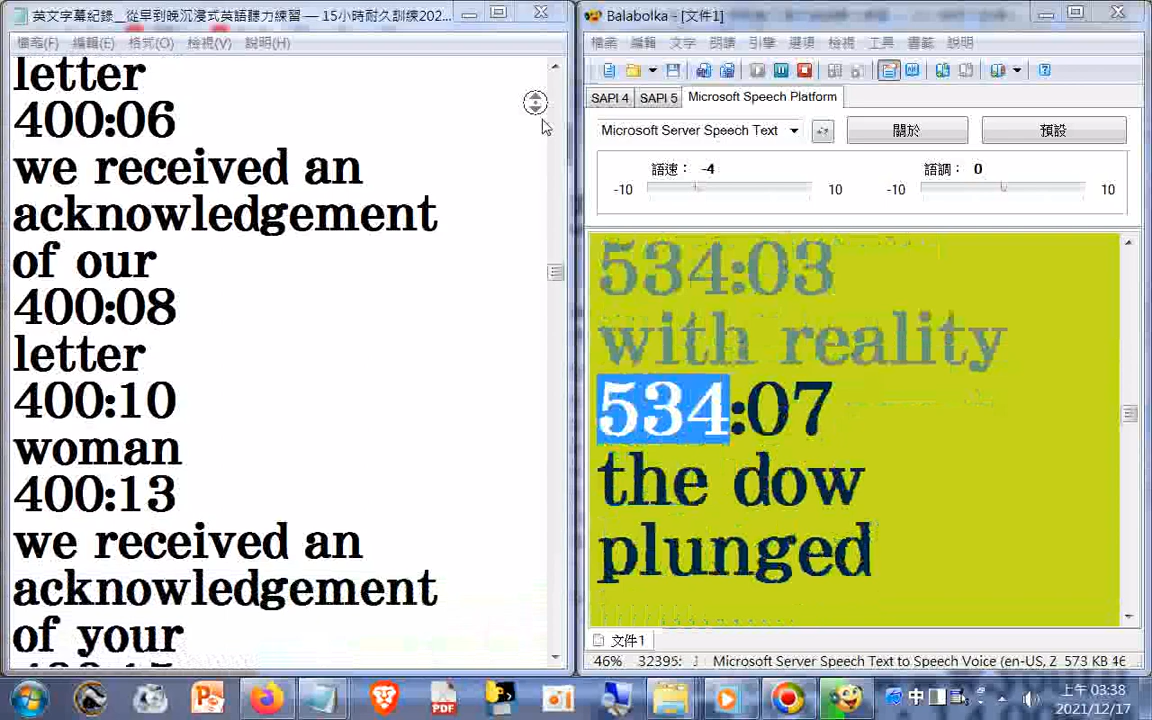 英文字幕紀錄__從早到晚沉浸式英語聽力練習 — 15小時耐久訓練202...
檔案(F) 編輯(E) 格式(O) 檢視(V) 說明(H)
letter
400:06
we received an
acknowledgement
of our
400:08
letter
400:10
woman
400:13
we received an
acknowledgement
of your
Balabolka - [文件1]
檔案 編輯 文字 朗讀 引擎 選項 檢視 工具 書籤 說明
SAPI 4 SAPI 5 Microsoft Speech Platform
Microsoft Server Speech Text 關於 預設
語速： -4 語調： 0
-10 10 -10 10
534:03
with reality
534:07
the dow
plunged
文件1
46% 32395: Microsoft Server Speech Text to Speech Voice (en-US, Z 573 KB 46
PDF 中 上午 03:38
2021/12/17